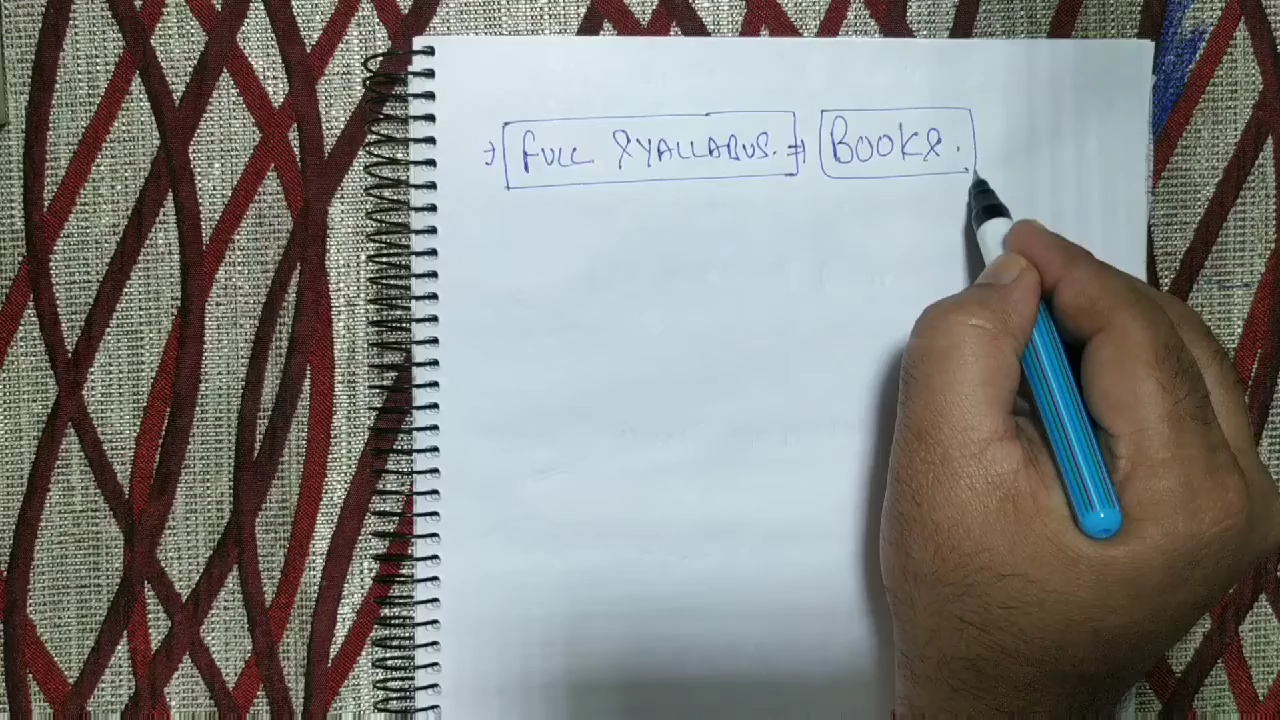 → FULL SYALLABUS. ⇒ BOOKS.